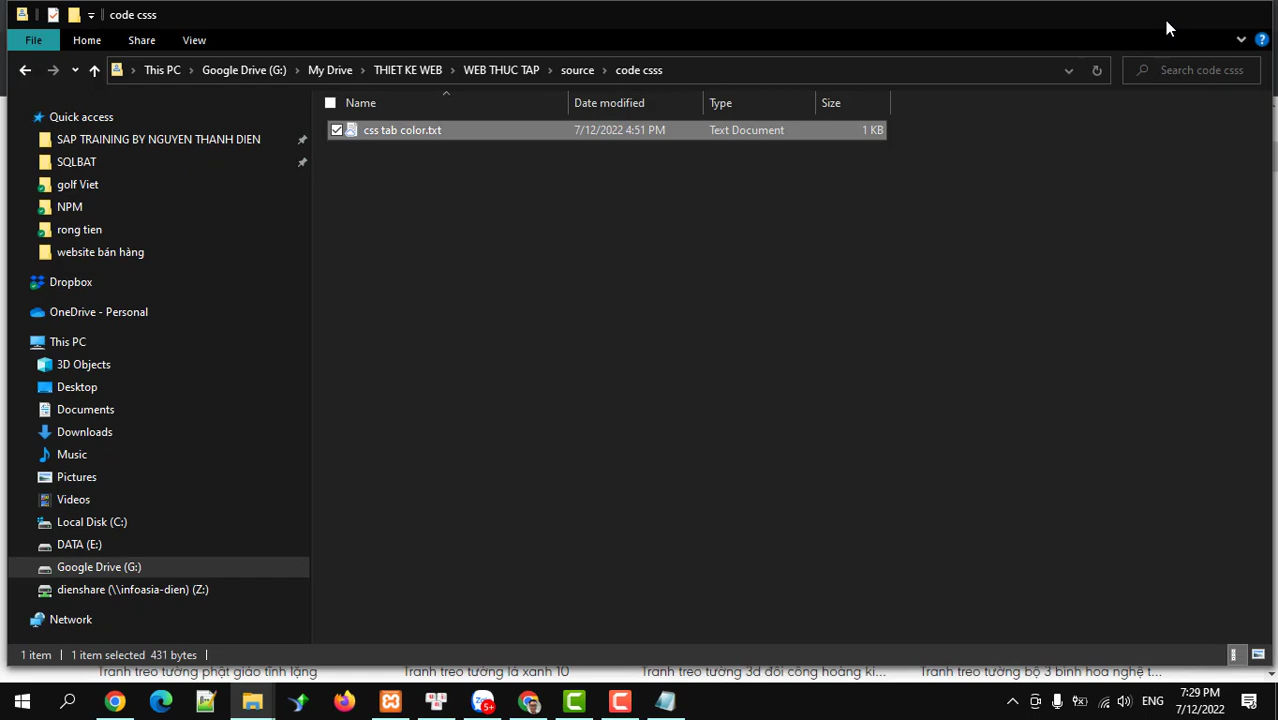 code csss
File Home Share View
This PC Google Drive (G:) My Drive THIET KE WEB WEB THUC TAP source code csss Search code csss
Name Date modified Type Size
css tab color.txt 7/12/2022 4:51 PM Text Document 1 KB
Quick access
SAP TRAINING BY NGUYEN THANH DIEN
SQLBAT
golf Viet
NPM
rong tien
website bán hàng
Dropbox
OneDrive - Personal
This PC
3D Objects
Desktop
Documents
Downloads
Music
Pictures
Videos
Local Disk (C:)
DATA (E:)
Google Drive (G:)
dienshare (\\infoasia-dien) (Z:)
Network
1 item 1 item selected 431 bytes
Tranh treo tường phật giáo tĩnh lặng Tranh treo tường lá xanh 10 Tranh treo tường 3d đôi công hoàng ki... Tranh treo tường bộ 3 bình hoa nghệ t...
5+
ENG
7:29 PM
7/12/2022